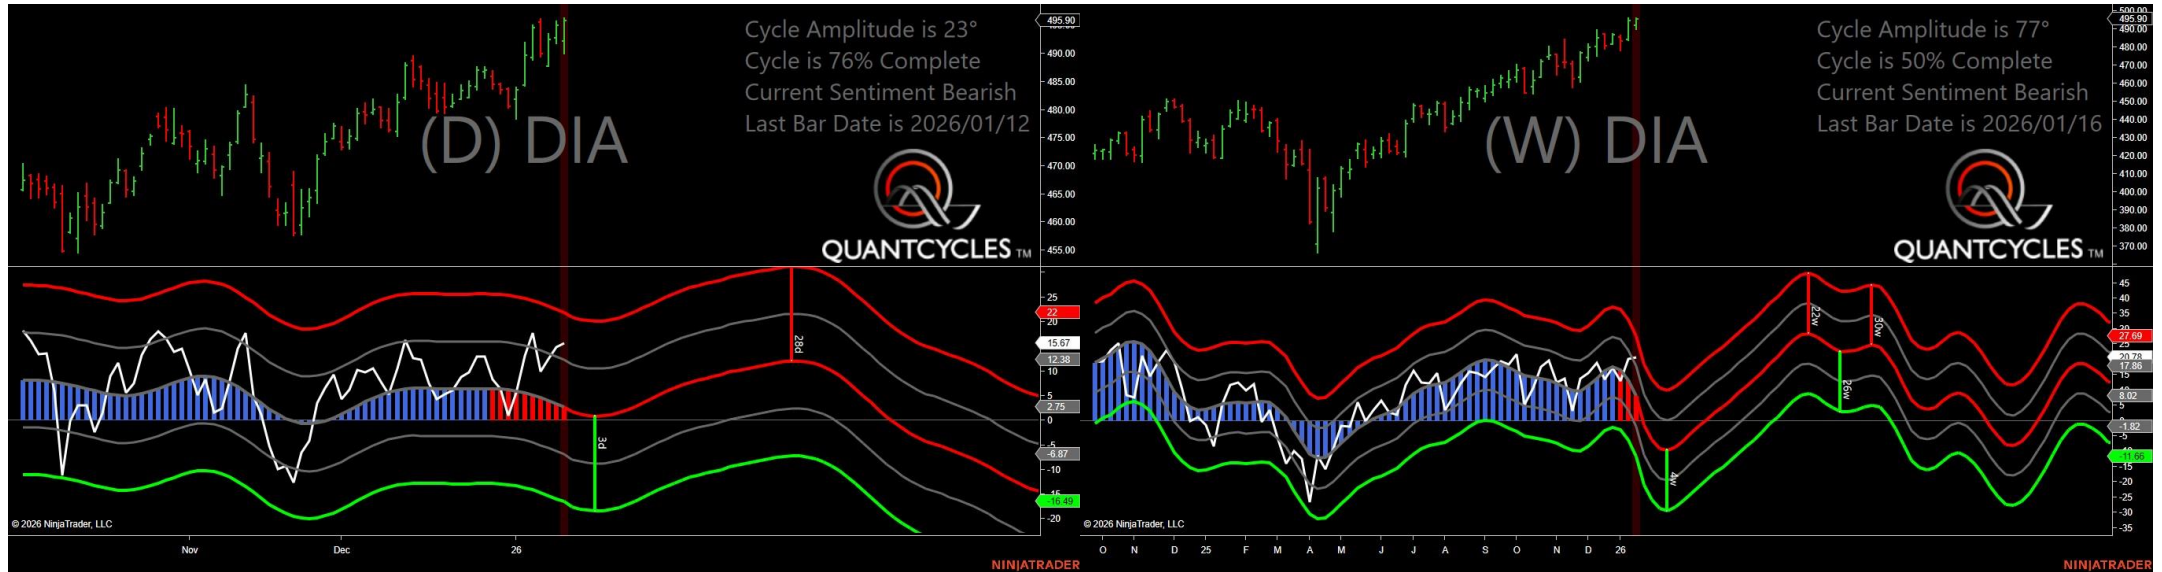 Cycle Amplitude is 23°
Cycle is 76% Complete
Current Sentiment Bearish
Last Bar Date is 2026/01/12
(D) DIA
QUANTCYCLES TM
495.90
490.00
485.00
480.00
475.00
470.00
465.00
460.00
455.00
28d
3d
25
22
20
15.67
12.38
10
5
2.75
0
-5
-6.87
-10
-16.49
-20
© 2026 NinjaTrader, LLC
Nov
Dec
26
NINJATRADER
Cycle Amplitude is 77°
Cycle is 50% Complete
Current Sentiment Bearish
Last Bar Date is 2026/01/16
(W) DIA
QUANTCYCLES TM
500.00
495.90
490.00
480.00
470.00
460.00
450.00
440.00
430.00
420.00
410.00
400.00
390.00
380.00
370.00
22w
30w
26w
4w
45
40
35
30
27.69
25
20.78
17.86
15
8.02
5
0
-1.82
-5
-11.66
-15
-20
-25
-30
-35
© 2026 NinjaTrader, LLC
O
N
D
25
F
M
A
M
J
J
A
S
O
N
D
26
NINJATRADER